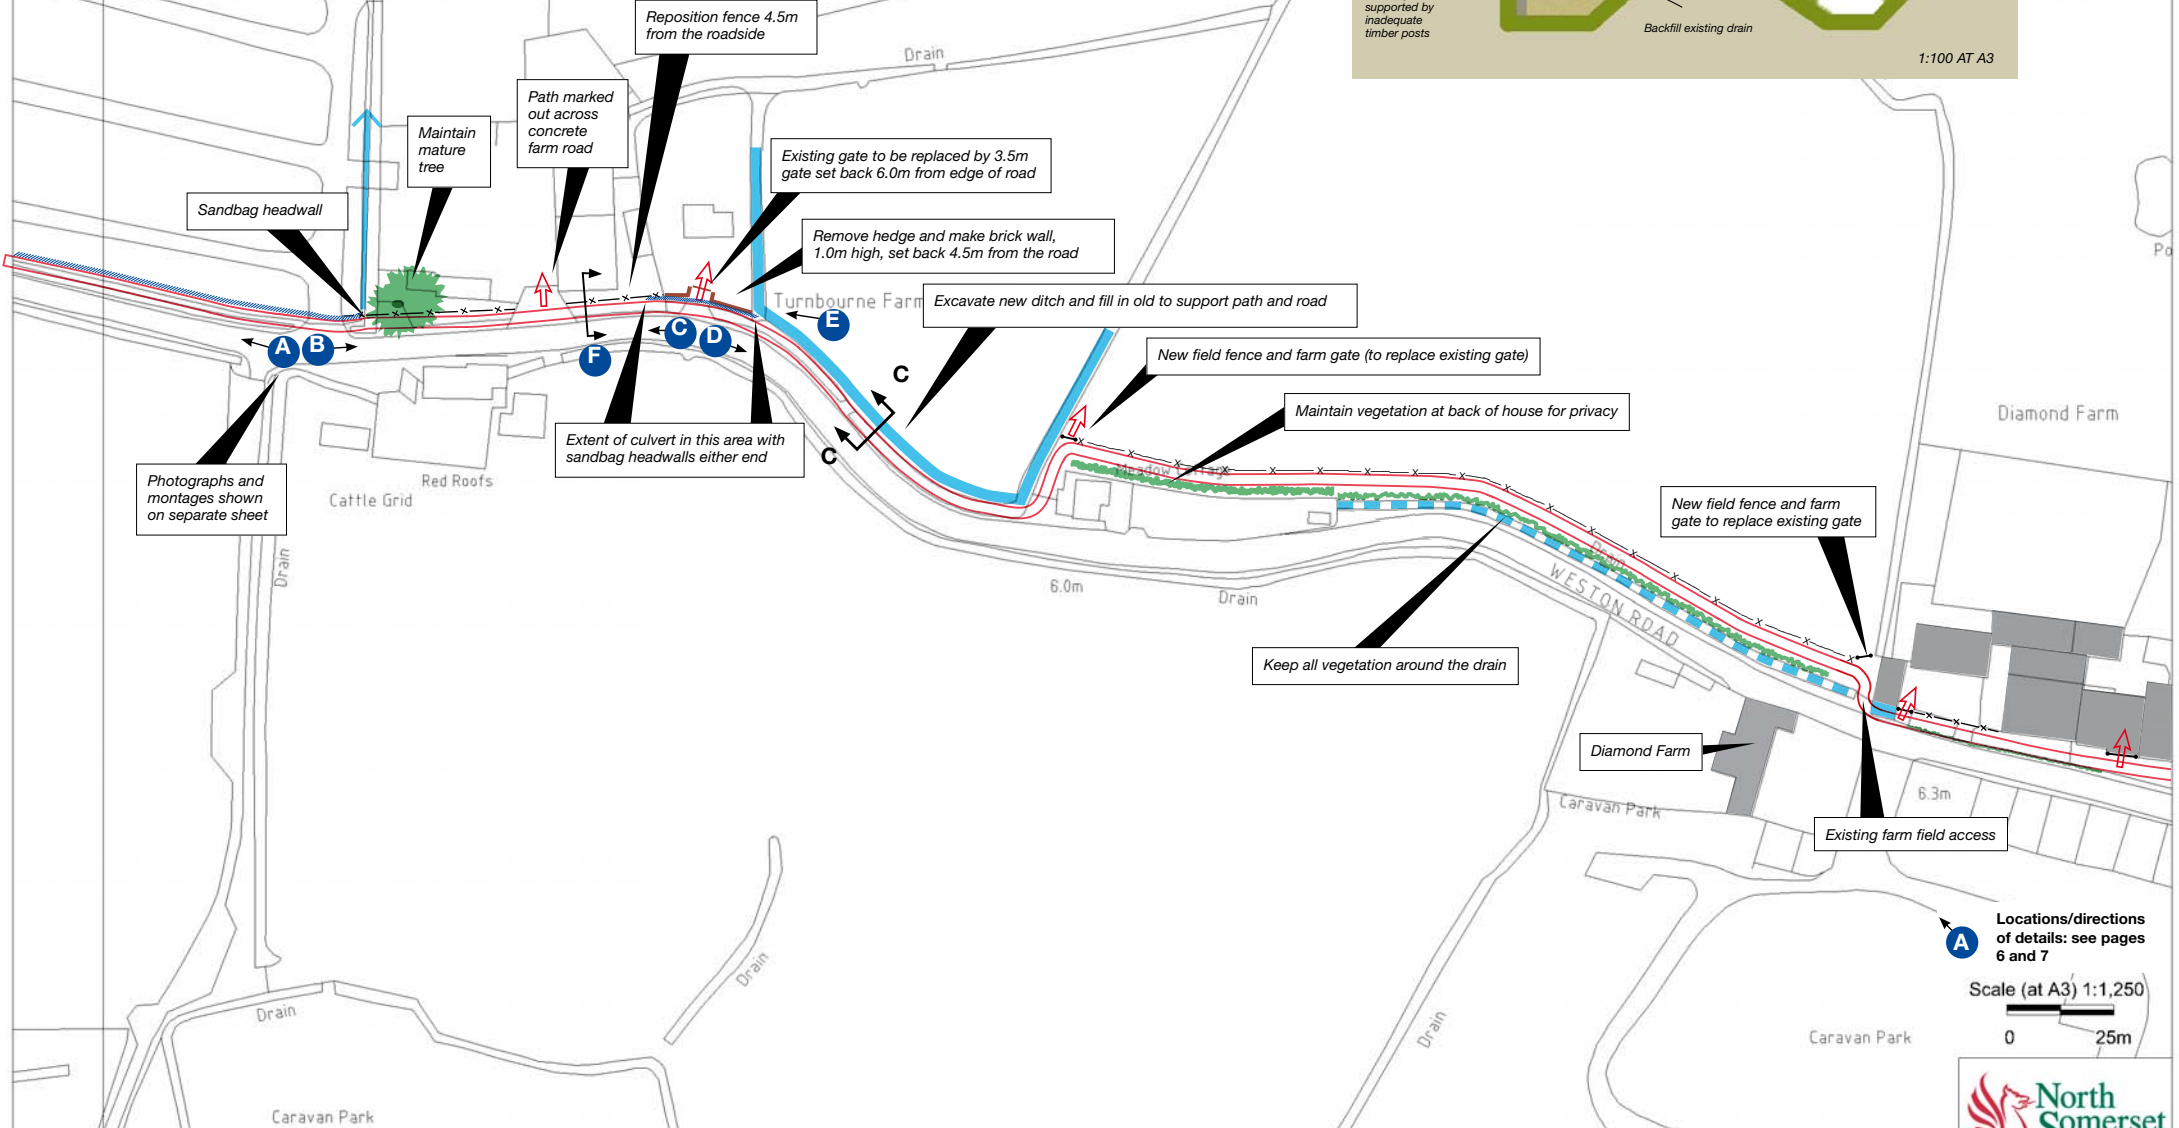 supported by
inadequate
timber posts
Backfill existing drain
1:100 AT A3
Reposition fence 4.5m
from the roadside
Drain
Path marked
out across
concrete
farm road
Maintain
mature
tree
Existing gate to be replaced by 3.5m
gate set back 6.0m from edge of road
Sandbag headwall
Remove hedge and make brick wall,
1.0m high, set back 4.5m from the road
Po
Turnbourne Farm
Excavate new ditch and fill in old to support path and road
E
A
B
C
D
F
New field fence and farm gate (to replace existing gate)
C
C
Maintain vegetation at back of house for privacy
Diamond Farm
Extent of culvert in this area with
sandbag headwalls either end
Meadow Cottage
Photographs and
montages shown
on separate sheet
Red Roofs
Cattle Grid
New field fence and farm
gate to replace existing gate
Drain
Drain
6.0m
Drain
WESTON ROAD
Keep all vegetation around the drain
Diamond Farm
Caravan Park
6.3m
Existing farm field access
A
Locations/directions
of details: see pages
6 and 7
Drain
Drain
Drain
Scale (at A3) 1:1,250
0 25m
Caravan Park
Caravan Park
North
Somerset